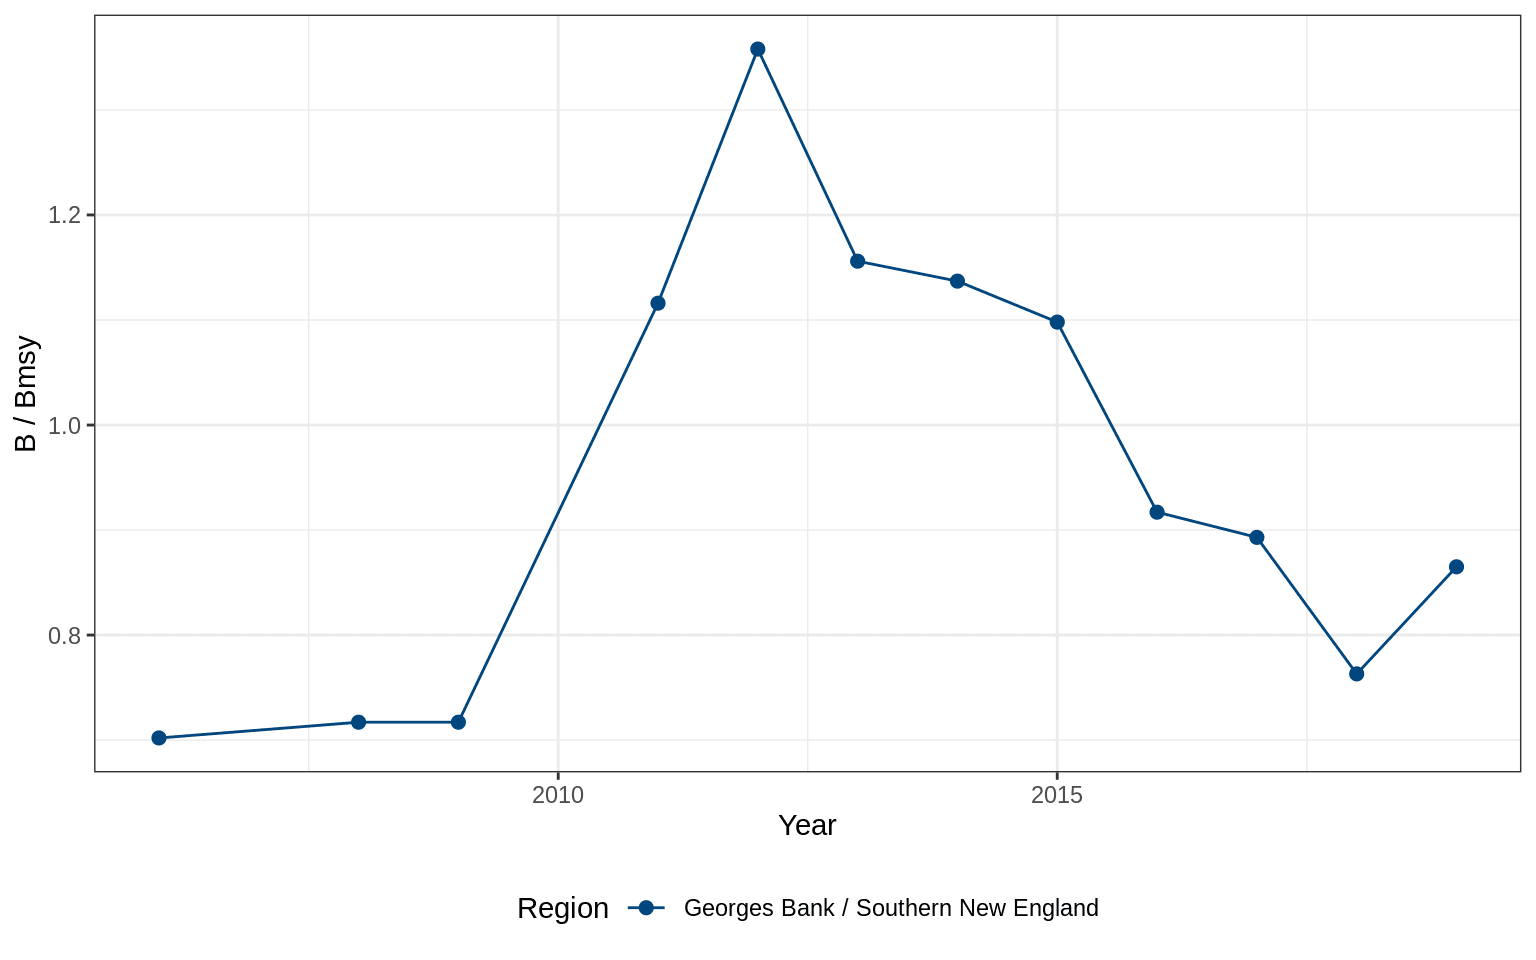 1.2
1.0
0.8
B / Bmsy
2010 2015
Year
Region Georges Bank / Southern New England